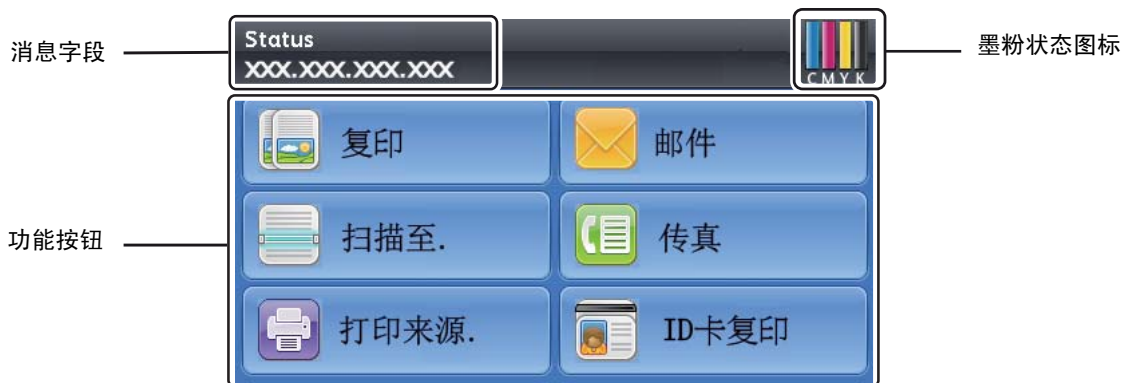 消息字段
Status
XXX.XXX.XXX.XXX
C M Y K
墨粉状态图标
功能按钮
复印
邮件
扫描至.
传真
打印来源.
ID卡复印